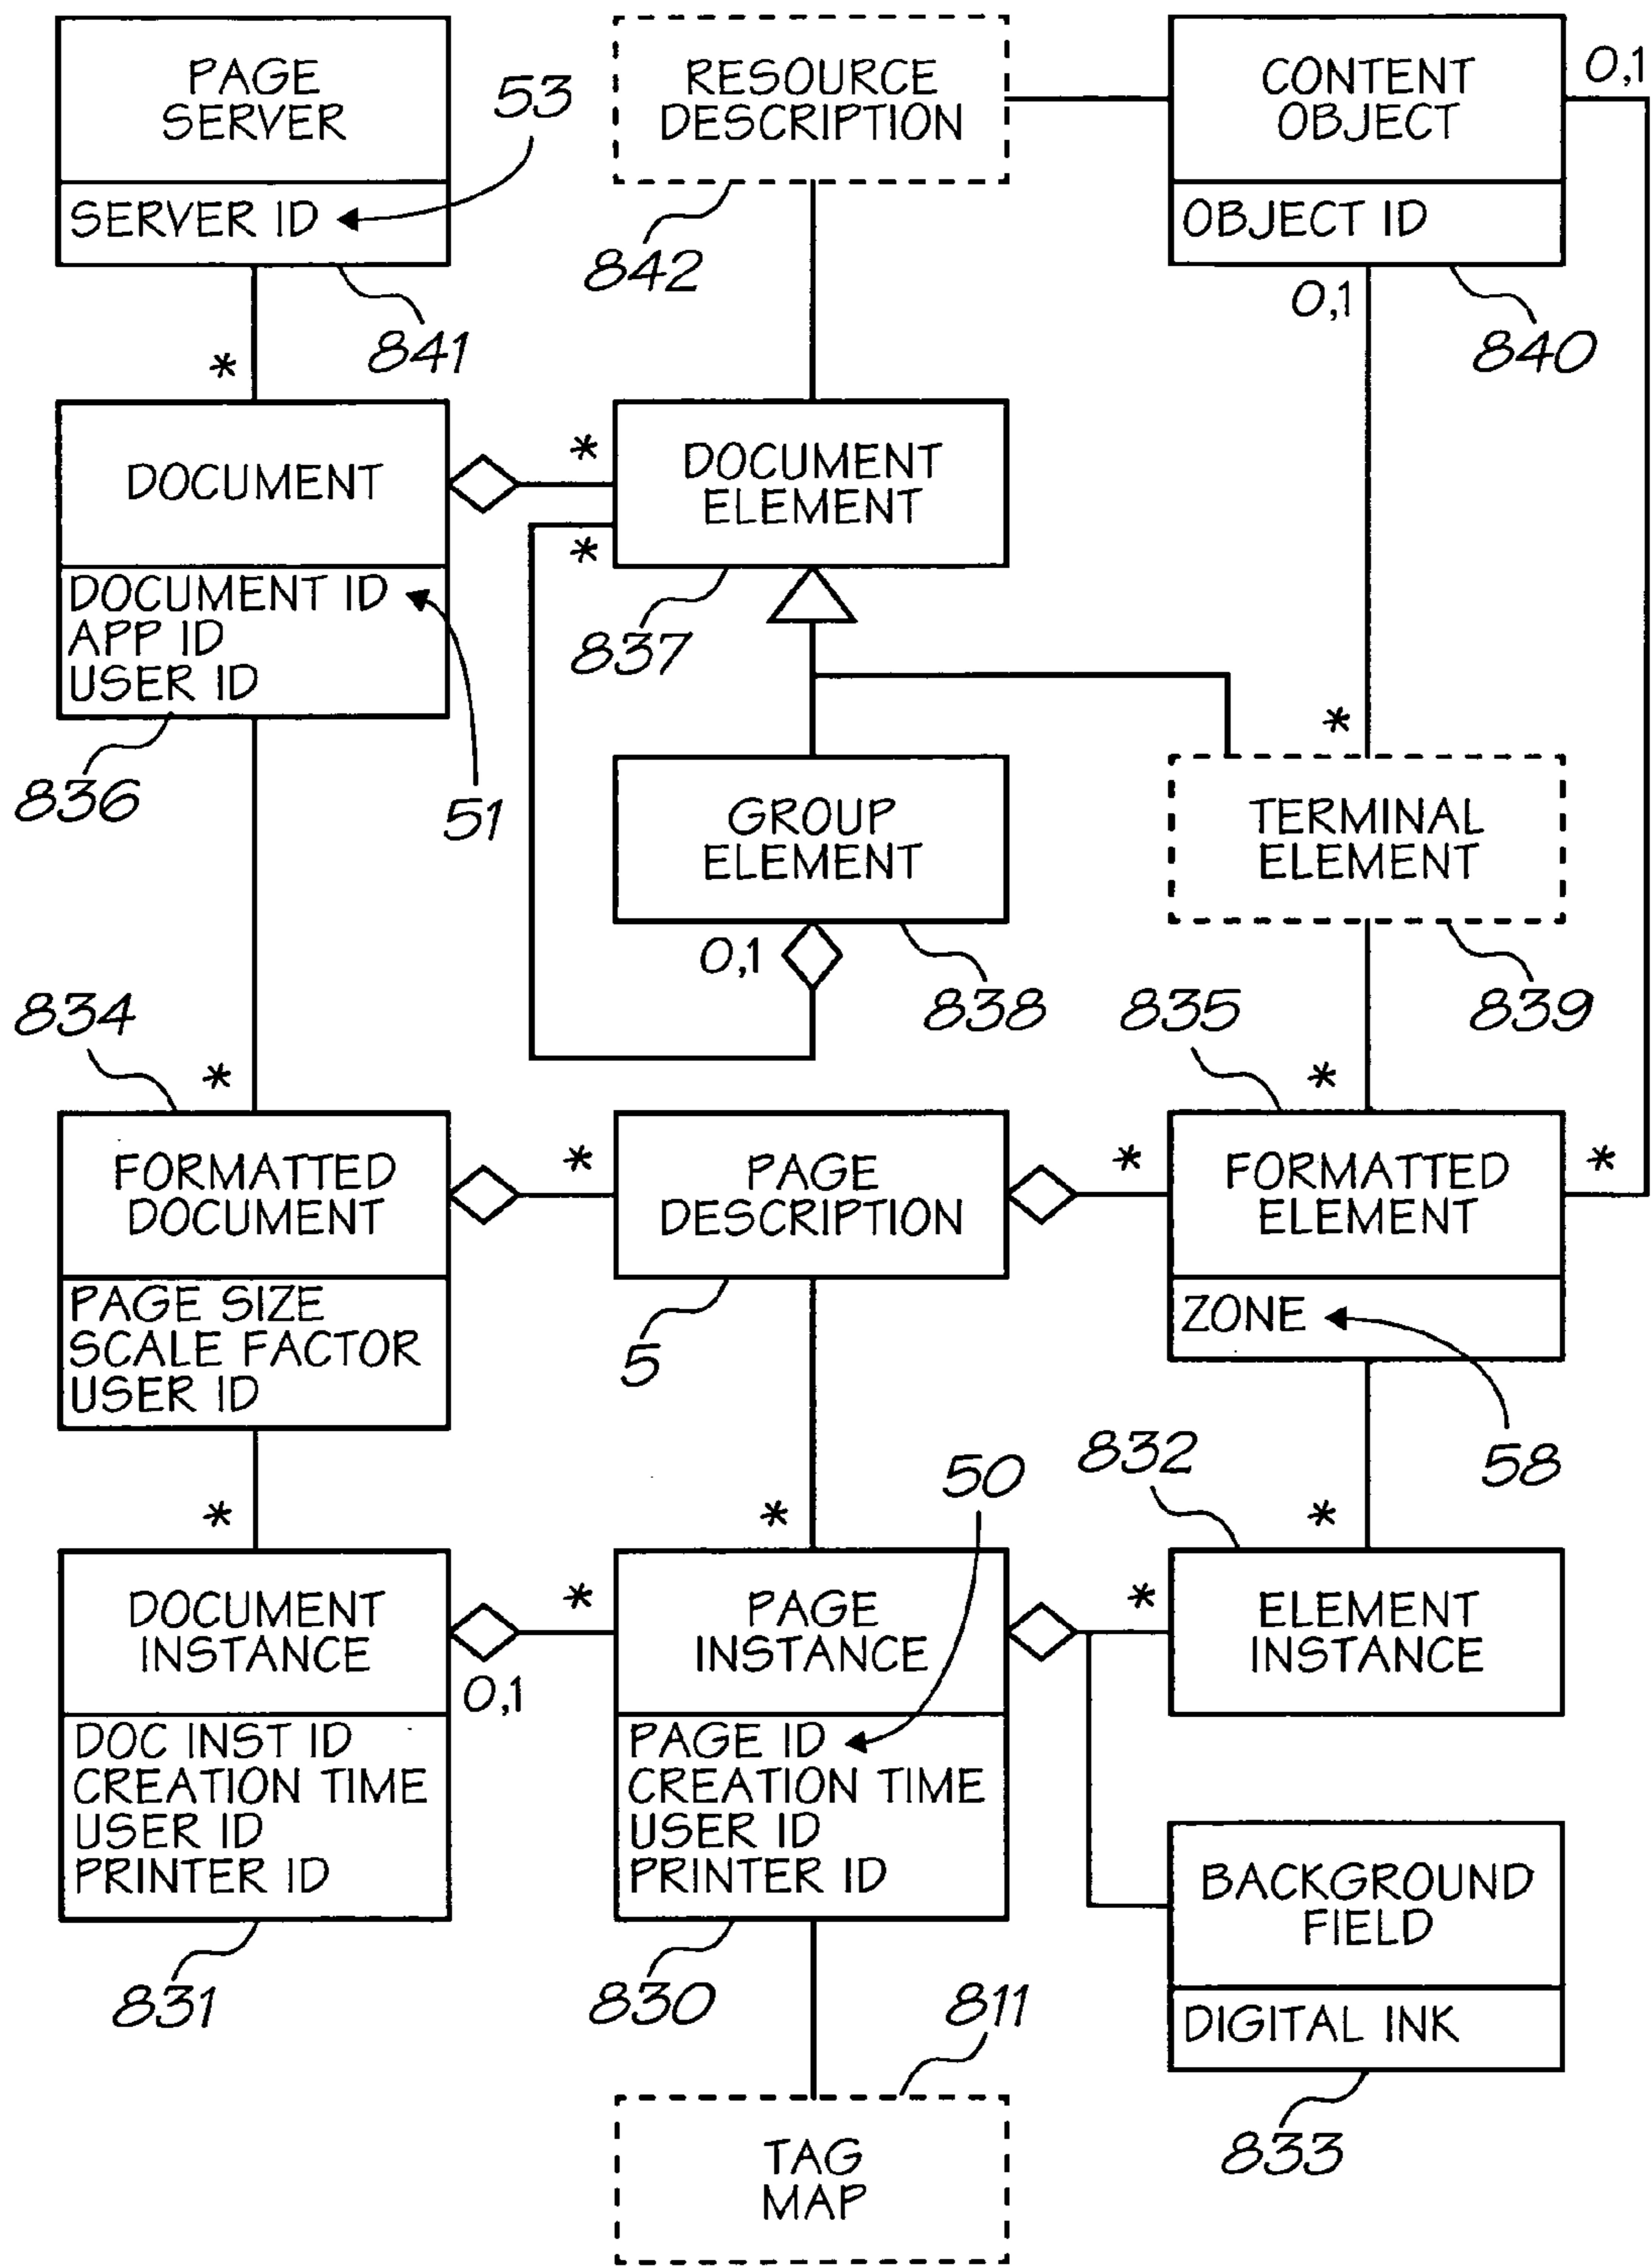 PAGE
SERVER
SERVER ID
53
841
RESOURCE
DESCRIPTION
842
CONTENT
OBJECT
OBJECT ID
0,1
0,1
840
*
DOCUMENT
DOCUMENT ID
APP ID
USER ID
836
51
*
*
DOCUMENT
ELEMENT
837
GROUP
ELEMENT
0,1
838
*
TERMINAL
ELEMENT
839
834
*
FORMATTED
DOCUMENT
PAGE SIZE
SCALE FACTOR
USER ID
*
PAGE
DESCRIPTION
5
835
*
*
*
FORMATTED
ELEMENT
ZONE
58
*
DOCUMENT
INSTANCE
DOC INST ID
CREATION TIME
USER ID
PRINTER ID
831
0,1
*
*
50
PAGE
INSTANCE
PAGE ID
CREATION TIME
USER ID
PRINTER ID
830
832
*
*
ELEMENT
INSTANCE
BACKGROUND
FIELD
DIGITAL INK
833
811
TAG
MAP